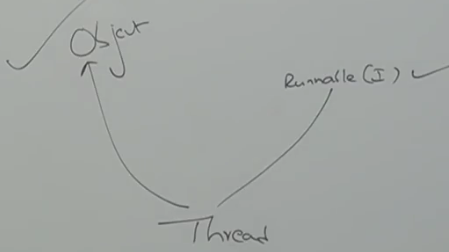 Object
Runnable (I)
Thread